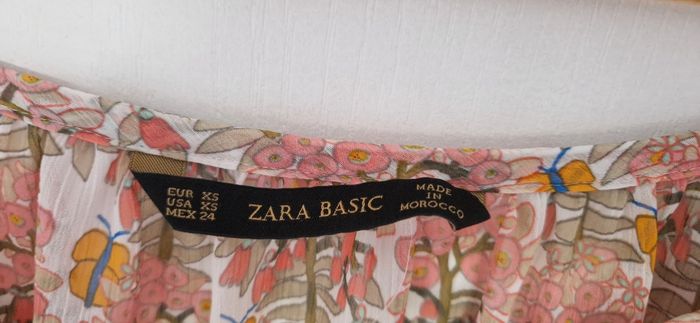 EUR XS
USA XS
MEX 24
ZARA BASIC
MADE
IN
MOROCCO